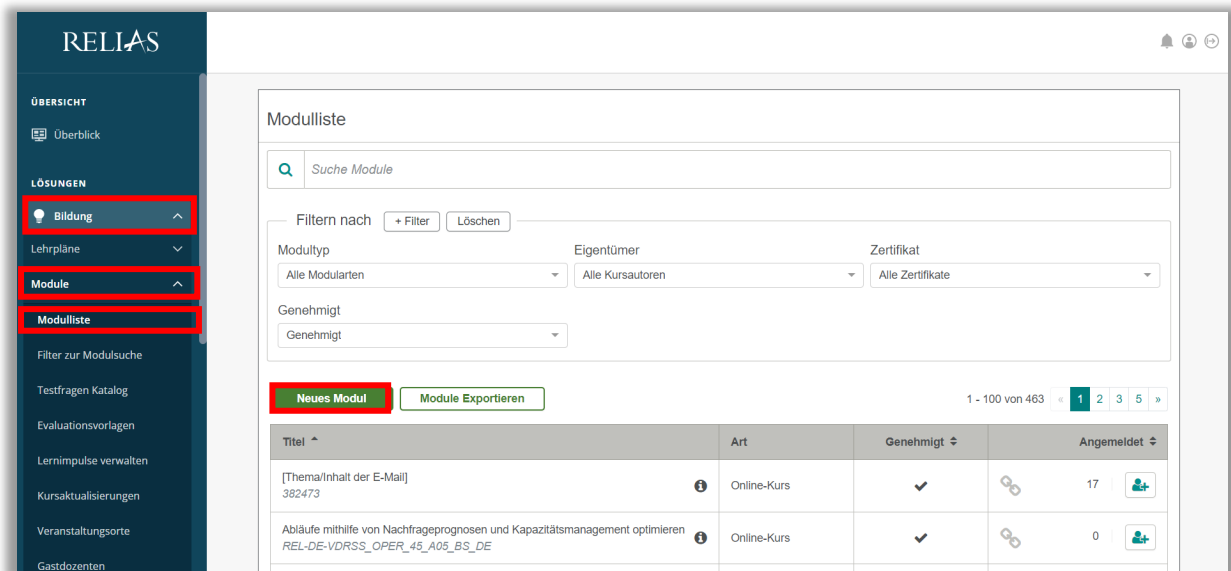 RELIAS
ÜBERSICHT
Überblick
LÖSUNGEN
Bildung
Lehrpläne
Module
Modulliste
Filter zur Modulsuche
Testfragen Katalog
Evaluationsvorlagen
Lernimpulse verwalten
Kursaktualisierungen
Veranstaltungsorte
Gastdozenten
Modulliste
Suche Module
Filtern nach + Filter Löschen
Modultyp Eigentümer Zertifikat
Alle Modularten Alle Kursautoren Alle Zertifikate
Genehmigt
Genehmigt
Neues Modul Module Exportieren 1 - 100 von 463 « 1 2 3 5 »
Titel Art Genehmigt Angemeldet
[Thema/Inhalt der E-Mail] Online-Kurs 17
382473
Abläufe mithilfe von Nachfrageprognosen und Kapazitätsmanagement optimieren Online-Kurs 0
REL-DE-VDRSS_OPER_45_A05_BS_DE